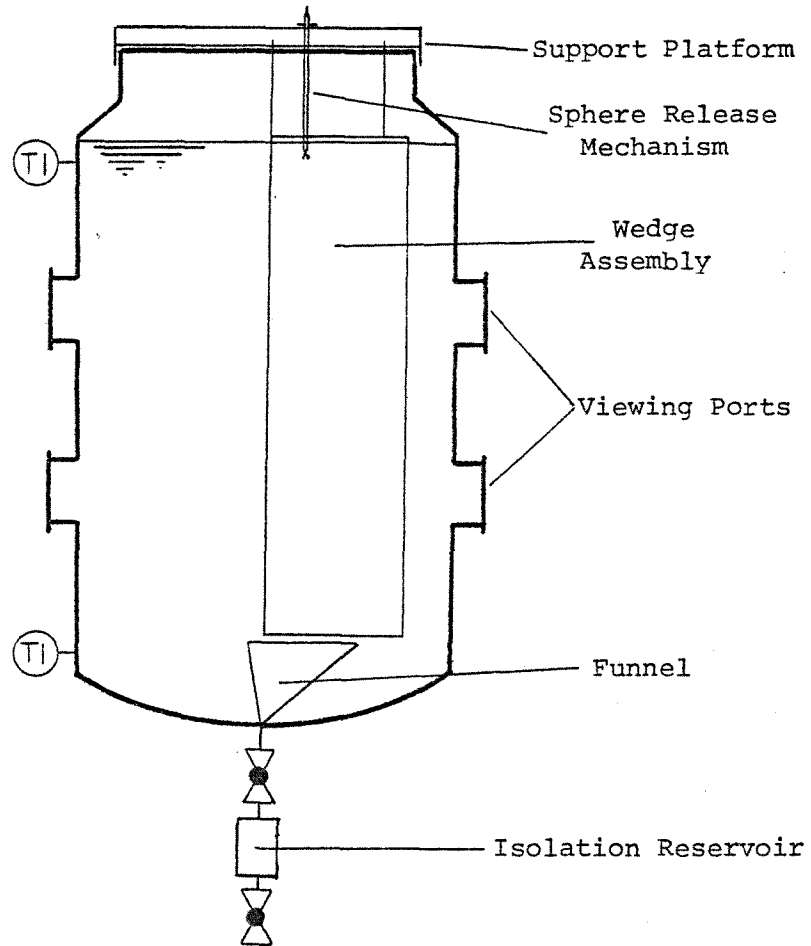 Support Platform
Sphere Release
Mechanism
TI
Wedge
Assembly
Viewing Ports
TI
Funnel
Isolation Reservoir